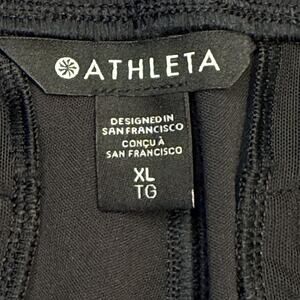 ATHLETA
DESIGNED IN
SAN FRANCISCO
CONÇU À
SAN FRANCISCO
XL
TG